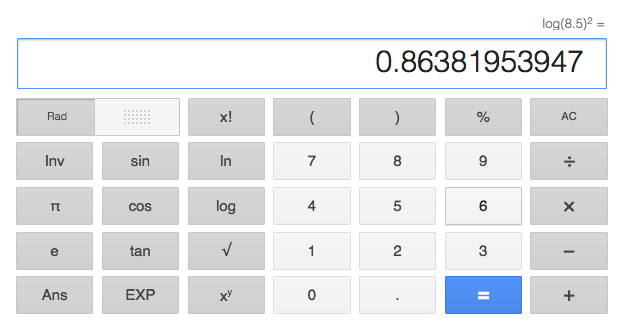 log(8.5)² =
0.86381953947
Rad x! ( ) % AC
Inv sin ln 7 8 9 ÷
π cos log 4 5 6 ×
e tan √ 1 2 3 −
Ans EXP xʸ 0 . = +